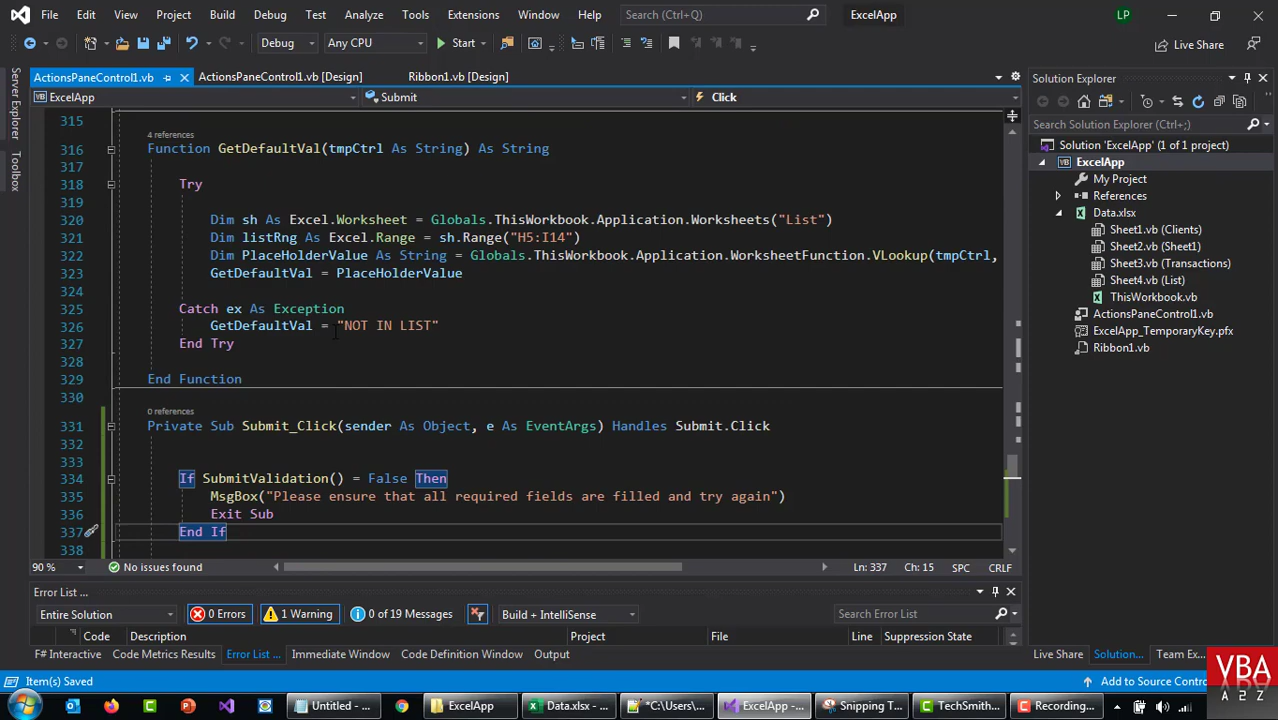 File Edit View Project Build Debug Test Analyze Tools Extensions Window Help Search (Ctrl+Q) ExcelApp LP
Debug Any CPU Start Live Share
ActionsPaneControl1.vb ActionsPaneControl1.vb [Design] Ribbon1.vb [Design]
ExcelApp Submit Click
Server Explorer
Toolbox
315
4 references
316 Function GetDefaultVal(tmpCtrl As String) As String
317
318 Try
319
320 Dim sh As Excel.Worksheet = Globals.ThisWorkbook.Application.Worksheets("List")
321 Dim listRng As Excel.Range = sh.Range("H5:I14")
322 Dim PlaceHolderValue As String = Globals.ThisWorkbook.Application.WorksheetFunction.VLookup(tmpCtrl,
323 GetDefaultVal = PlaceHolderValue
324
325 Catch ex As Exception
326 GetDefaultVal = "NOT IN LIST"
327 End Try
328
329 End Function
330
0 references
331 Private Sub Submit_Click(sender As Object, e As EventArgs) Handles Submit.Click
332
333
334 If SubmitValidation() = False Then
335 MsgBox("Please ensure that all required fields are filled and try again")
336 Exit Sub
337 End If
338
90 % No issues found Ln: 337 Ch: 15 SPC CRLF
Solution Explorer
Search Solution Explorer (Ctrl+;)
Solution 'ExcelApp' (1 of 1 project)
ExcelApp
My Project
References
Data.xlsx
Sheet1.vb (Clients)
Sheet2.vb (Sheet1)
Sheet3.vb (Transactions)
Sheet4.vb (List)
ThisWorkbook.vb
ActionsPaneControl1.vb
ExcelApp_TemporaryKey.pfx
Ribbon1.vb
Error List ...
Entire Solution 0 Errors 1 Warning 0 of 19 Messages Build + IntelliSense Search Error List
Code Description Project File Line Suppression State
F# Interactive Code Metrics Results Error List ... Immediate Window Code Definition Window Output Live Share Solution... Team Ex
Item(s) Saved Add to Source Contro
Untitled - ... ExcelApp Data.xlsx - ... *C:\Users\... ExcelApp -... Snipping T... TechSmith... Recording...
VBA
A2Z